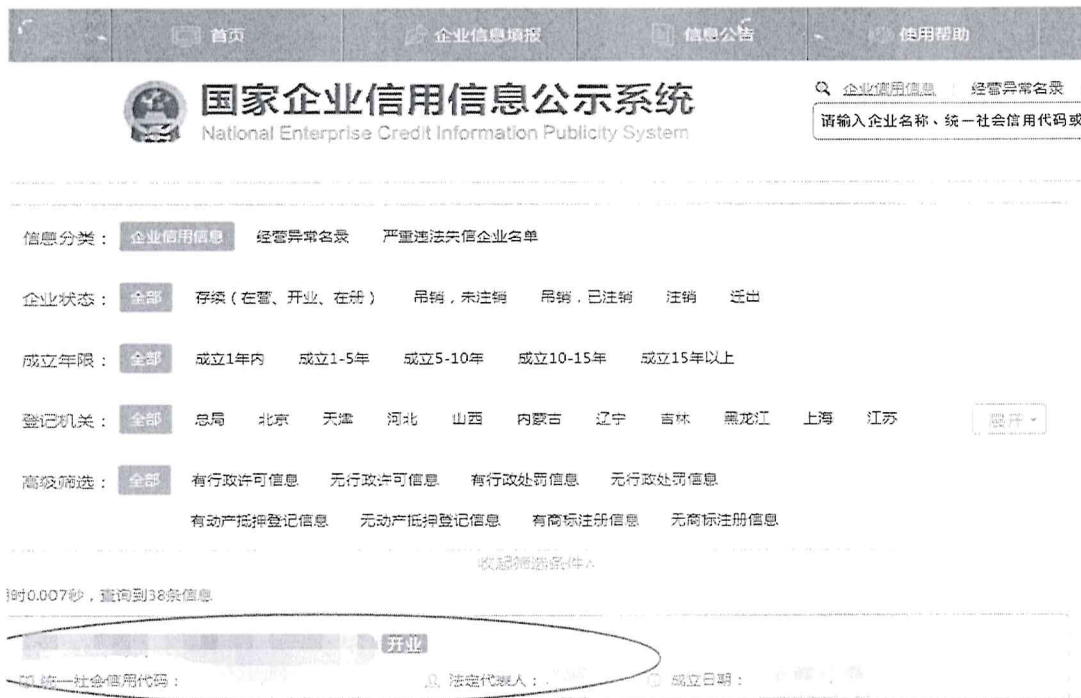 首页 企业信息填报 信息公告 使用帮助
国家企业信用信息公示系统
National Enterprise Credit Information Publicity System
企业信用信息 经营异常名录
请输入企业名称、统一社会信用代码或
信息分类： 企业信用信息 经营异常名录 严重违法失信企业名单
企业状态： 全部 存续（在营、开业、在册） 吊销，未注销 吊销，已注销 注销 迁出
成立年限： 全部 成立1年内 成立1-5年 成立5-10年 成立10-15年 成立15年以上
登记机关： 全部 总局 北京 天津 河北 山西 内蒙古 辽宁 吉林 黑龙江 上海 江苏 展开
高级筛选： 全部 有行政许可信息 无行政许可信息 有行政处罚信息 无行政处罚信息
有动产抵押登记信息 无动产抵押登记信息 有商标注册信息 无商标注册信息
收起筛选条件
用时0.007秒，查询到38条信息
开业
统一社会信用代码： 法定代表人： 成立日期：